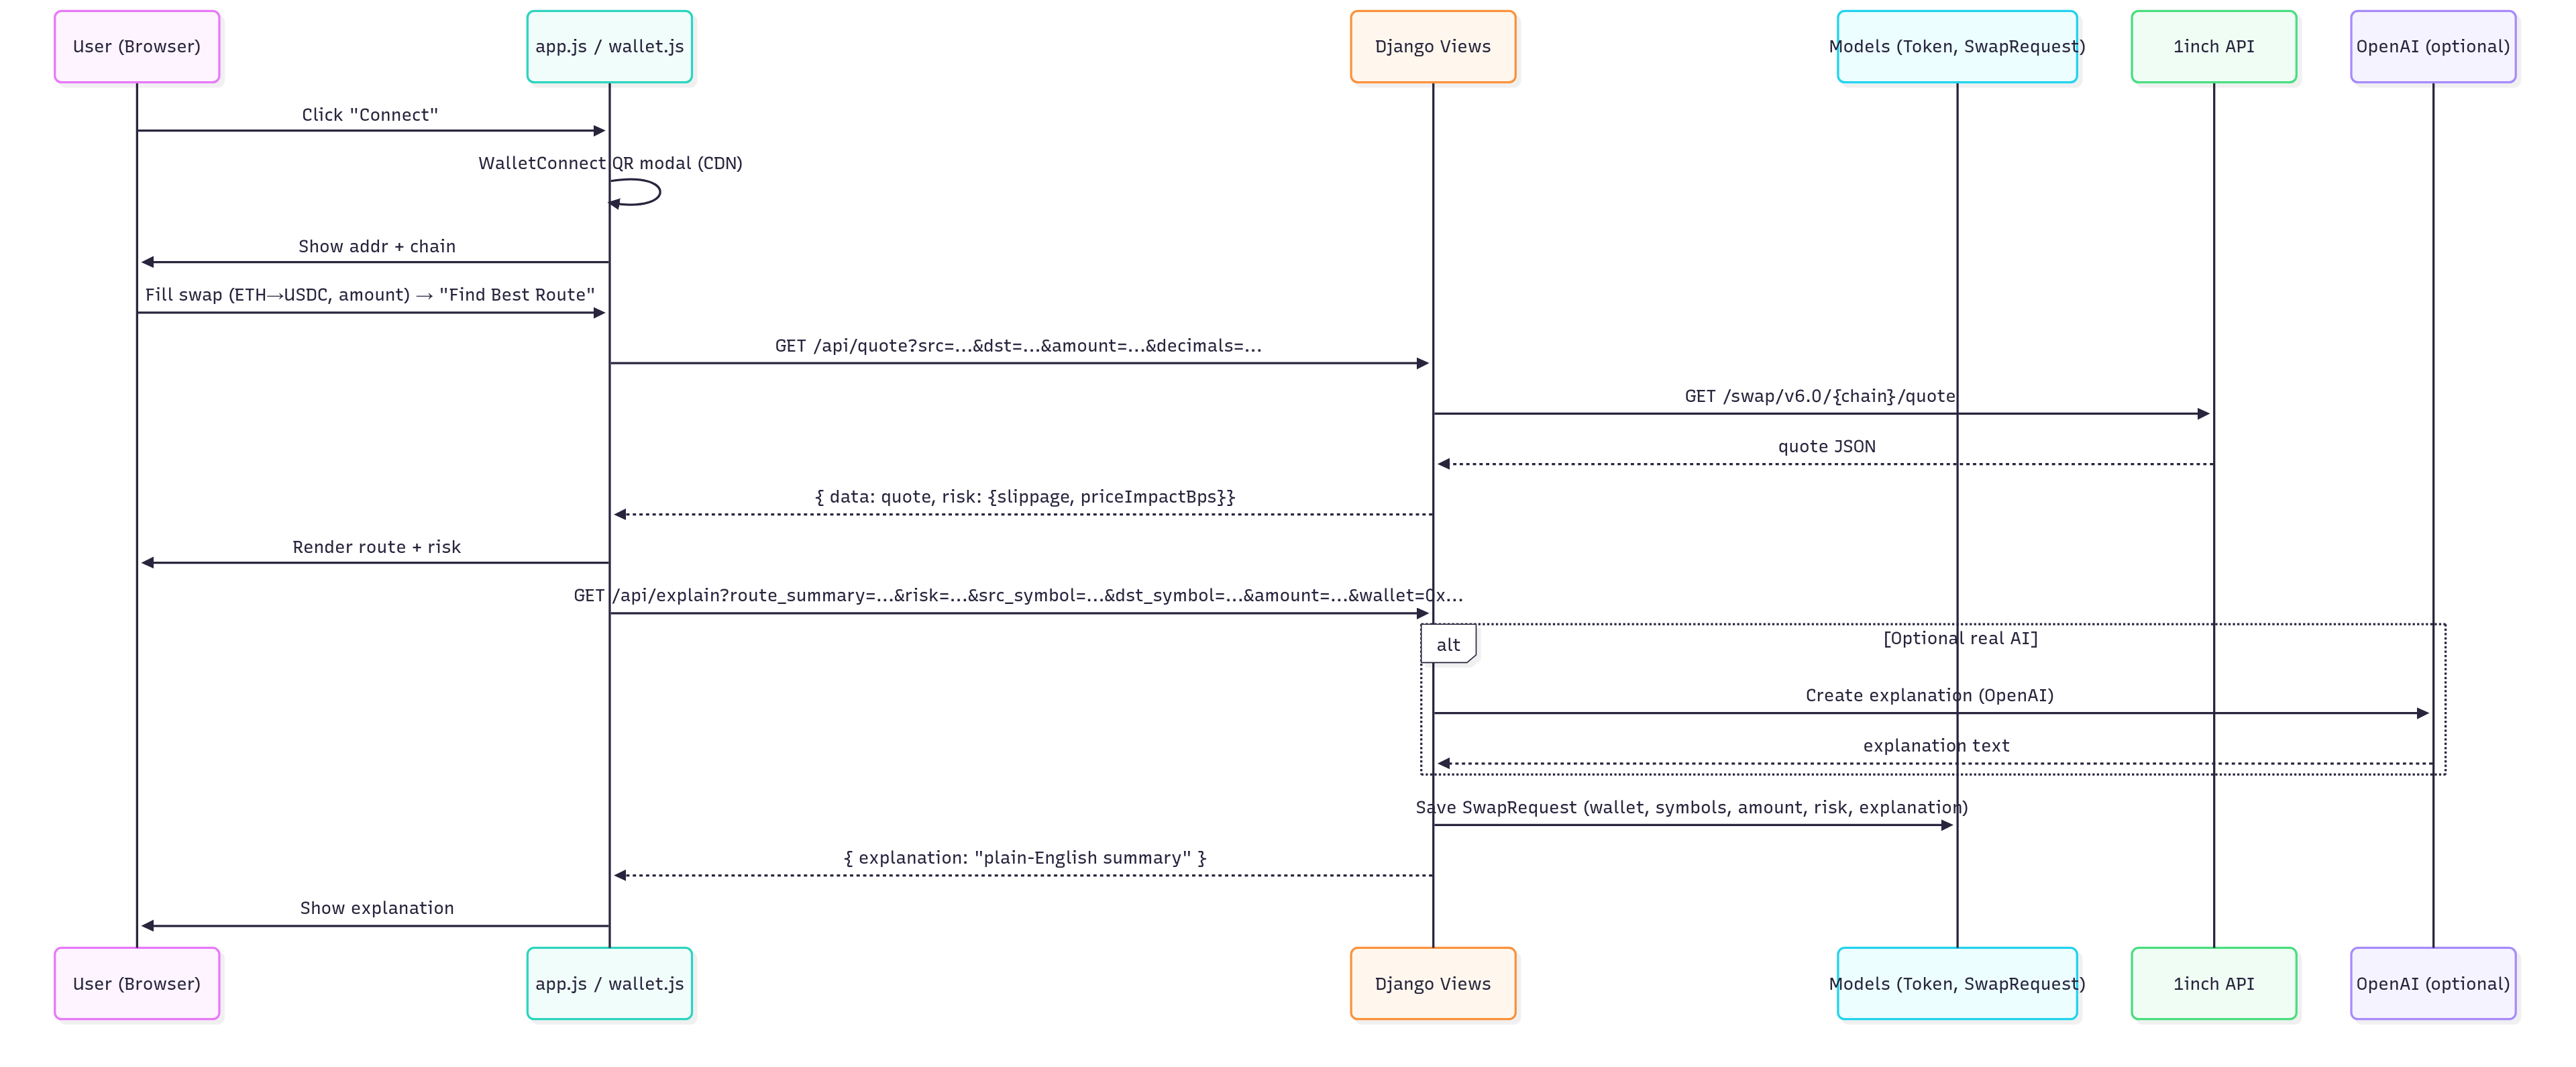 User (Browser)
app.js / wallet.js
Django Views
Models (Token, SwapRequest)
1inch API
OpenAI (optional)
Click "Connect"
WalletConnect QR modal (CDN)
Show addr + chain
Fill swap (ETH→USDC, amount) → "Find Best Route"
GET /api/quote?src=...&dst=...&amount=...&decimals=...
GET /swap/v6.0/{chain}/quote
quote JSON
{ data: quote, risk: {slippage, priceImpactBps}}
Render route + risk
GET /api/explain?route_summary=...&risk=...&src_symbol=...&dst_symbol=...&amount=...&wallet=0x...
alt
[Optional real AI]
Create explanation (OpenAI)
explanation text
Save SwapRequest (wallet, symbols, amount, risk, explanation)
{ explanation: "plain-English summary" }
Show explanation
User (Browser)
app.js / wallet.js
Django Views
Models (Token, SwapRequest)
1inch API
OpenAI (optional)